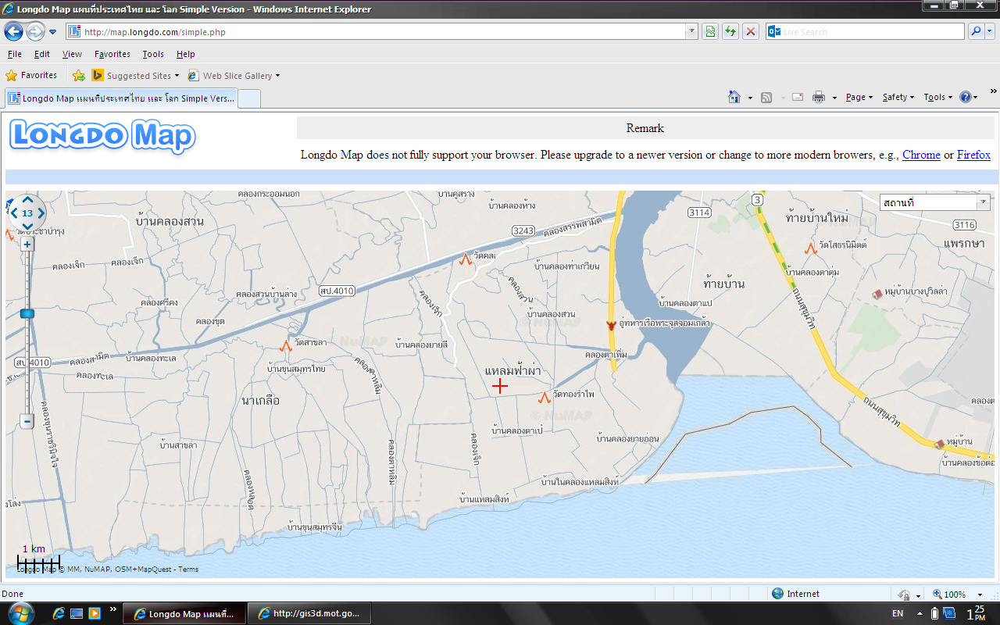 Longdo Map แผนที่ประเทศไทย และ โลก Simple Version - Windows Internet Explorer
http://map.longdo.com/simple.php
Live Search
File Edit View Favorites Tools Help
Favorites Suggested Sites Web Slice Gallery
Longdo Map แผนที่ประเทศไทย และ โลก Simple Vers...
Page Safety Tools
LONGDO Map
Remark
Longdo Map does not fully support your browser. Please upgrade to a newer version or change to more modern browers, e.g., Chrome or Firefox
คลองกระออมนอก
บ้านคู่สร้าง
บ้านคลองห้าง
3
สถานที่
13
3114
ท้ายบ้านใหม่
บ้านคลองสวน
3243
คลองสรรพสามิต
3116
แพรกษา
วัดโสธรนิมิตต์
คลองเจ็ก
คลองเจ็ก
บ้านคลองท่าเกวียน
บ้านคลองตาตุ่ม
ท้ายบ้าน
คลองสวนบ้านล่าง
สป.4010
คลองสวน
คลองเจ็ก
คลองศรีคง
บ้านคลองตาแป
หมู่บ้านบางปูวิลล่า
ถนนสุขุมวิท
คลองขุด
บ้านคลองสวน
© NuMAP
อู่ทหารเรือพระจุลจอมเกล้า
วัดสาขลา
© NuMAP
บ้านคลองยายลี
คลองตาเพิ่ม
สป.4010
คลองสามิต
บ้านคลองทะเล
บ้านขุนสมุทรไทย
คลองตาหลิม
แหลมฟ้าผ่า
คลองทะเล
วัดทองรำไพ
นาเกลือ
ถนนสุขุมวิท
© NuMAP
คลองขุนราชพินิจใจ
บ้านคลองตาเป๋
บ้านสาขลา
คลองตาหลิม
คลองเจ็ก
บ้านคลองยายอ่อน
หมู่บ้าน
คลองหลอด
บ้านในคลองแหลมสิงห์
บ้านแหลมสิงห์
บ้านขุนสมุทรจีน
1 km
Longdo Map © MM, NuMAP, OSM+MapQuest - Terms
Done Internet 100%
Longdo Map แผนที่... http://gis3d.mot.go... EN 1 25 PM